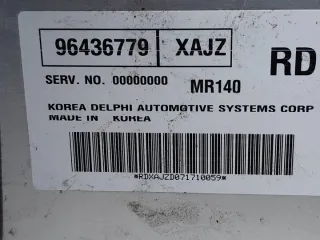 96436779 XAJZ RD
SERV. NO. 00000000 MR140
KOREA DELPHI AUTOMOTIVE SYSTEMS CORP
MADE IN KOREA
*RDXAJZD071710059*